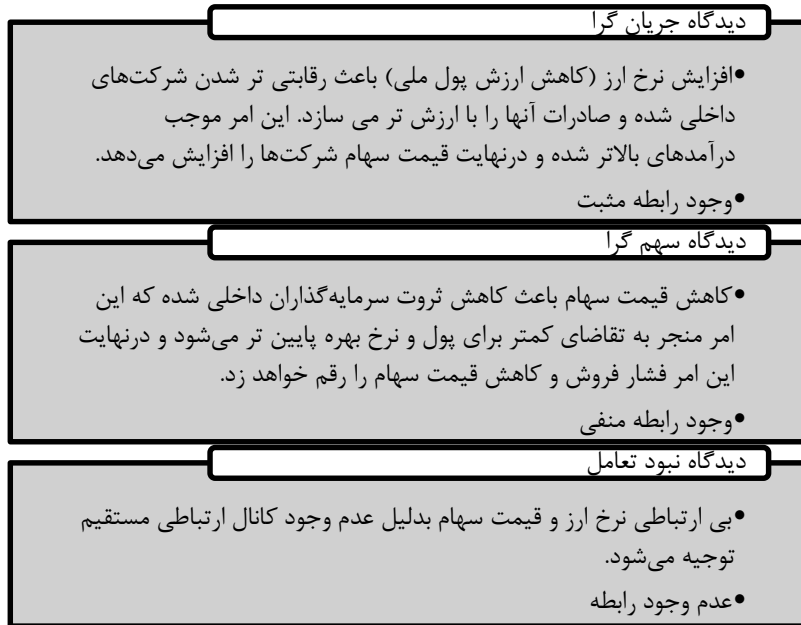 دیدگاه جریان گرا
•افزایش نرخ ارز (کاهش ارزش پول ملی) باعث رقابتی تر شدن شرکت‌های
داخلی شده و صادرات آنها را با ارزش تر می سازد. این امر موجب
درآمدهای بالاتر شده و درنهایت قیمت سهام شرکت‌ها را افزایش می‌دهد.
•وجود رابطه مثبت
دیدگاه سهم گرا
•کاهش قیمت سهام باعث کاهش ثروت سرمایه‌گذاران داخلی شده که این
امر منجر به تقاضای کمتر برای پول و نرخ بهره پایین تر می‌شود و درنهایت
این امر فشار فروش و کاهش قیمت سهام را رقم خواهد زد.
•وجود رابطه منفی
دیدگاه نبود تعامل
•بی ارتباطی نرخ ارز و قیمت سهام بدلیل عدم وجود کانال ارتباطی مستقیم
توجیه می‌شود.
•عدم وجود رابطه